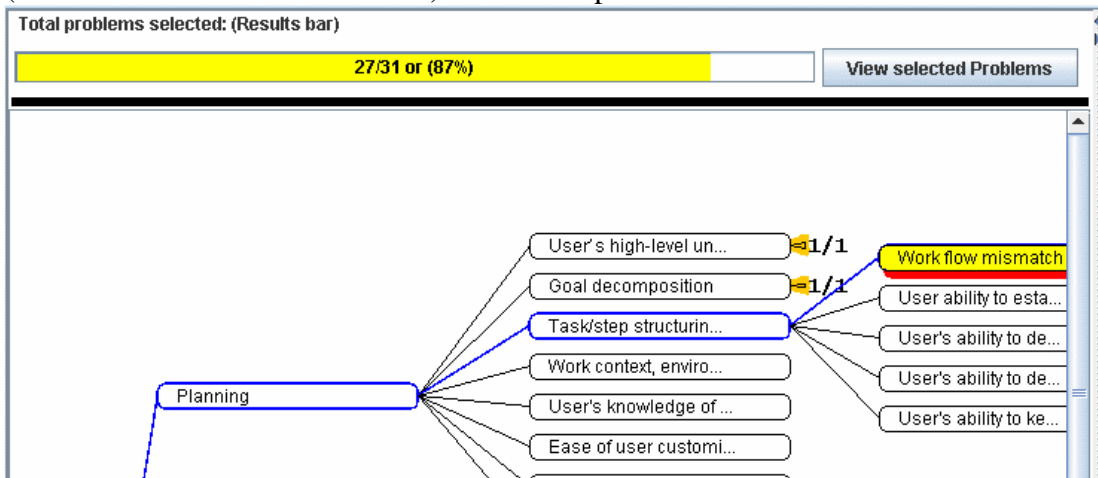 Total problems selected: (Results bar)
27/31 or (87%)
View selected Problems
User's high-level un...
1/1
Work flow mismatch
Goal decomposition
1/1
User ability to esta...
Task/step structurin...
User's ability to de...
Work context, enviro...
User's ability to de...
Planning
User's knowledge of ...
User's ability to ke...
Ease of user customi...